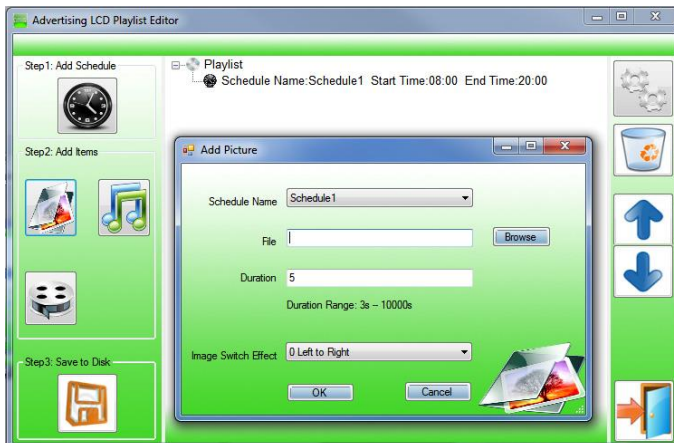 Advertising LCD Playlist Editor
Step1: Add Schedule
Playlist
Schedule Name:Schedule1 Start Time:08:00 End Time:20:00
Step2: Add Items
Add Picture
Schedule Name Schedule1
File Browse
Duration 5
Duration Range: 3s -- 10000s
Image Switch Effect 0 Left to Right
OK Cancel
Step3: Save to Disk